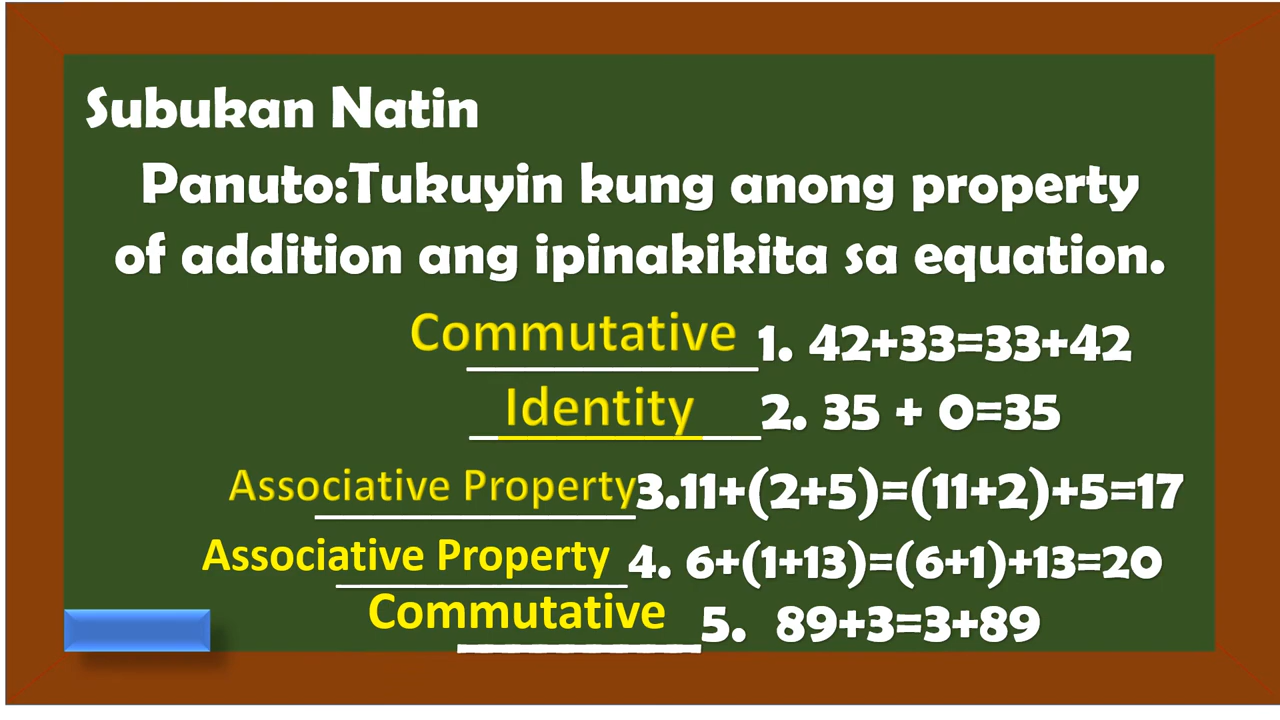 Subukan Natin
Panuto:Tukuyin kung anong property
of addition ang ipinakikita sa equation.
Commutative 1. 42+33=33+42
Identity 2. 35 + 0=35
Associative Property 3.11+(2+5)=(11+2)+5=17
Associative Property 4. 6+(1+13)=(6+1)+13=20
Commutative 5. 89+3=3+89